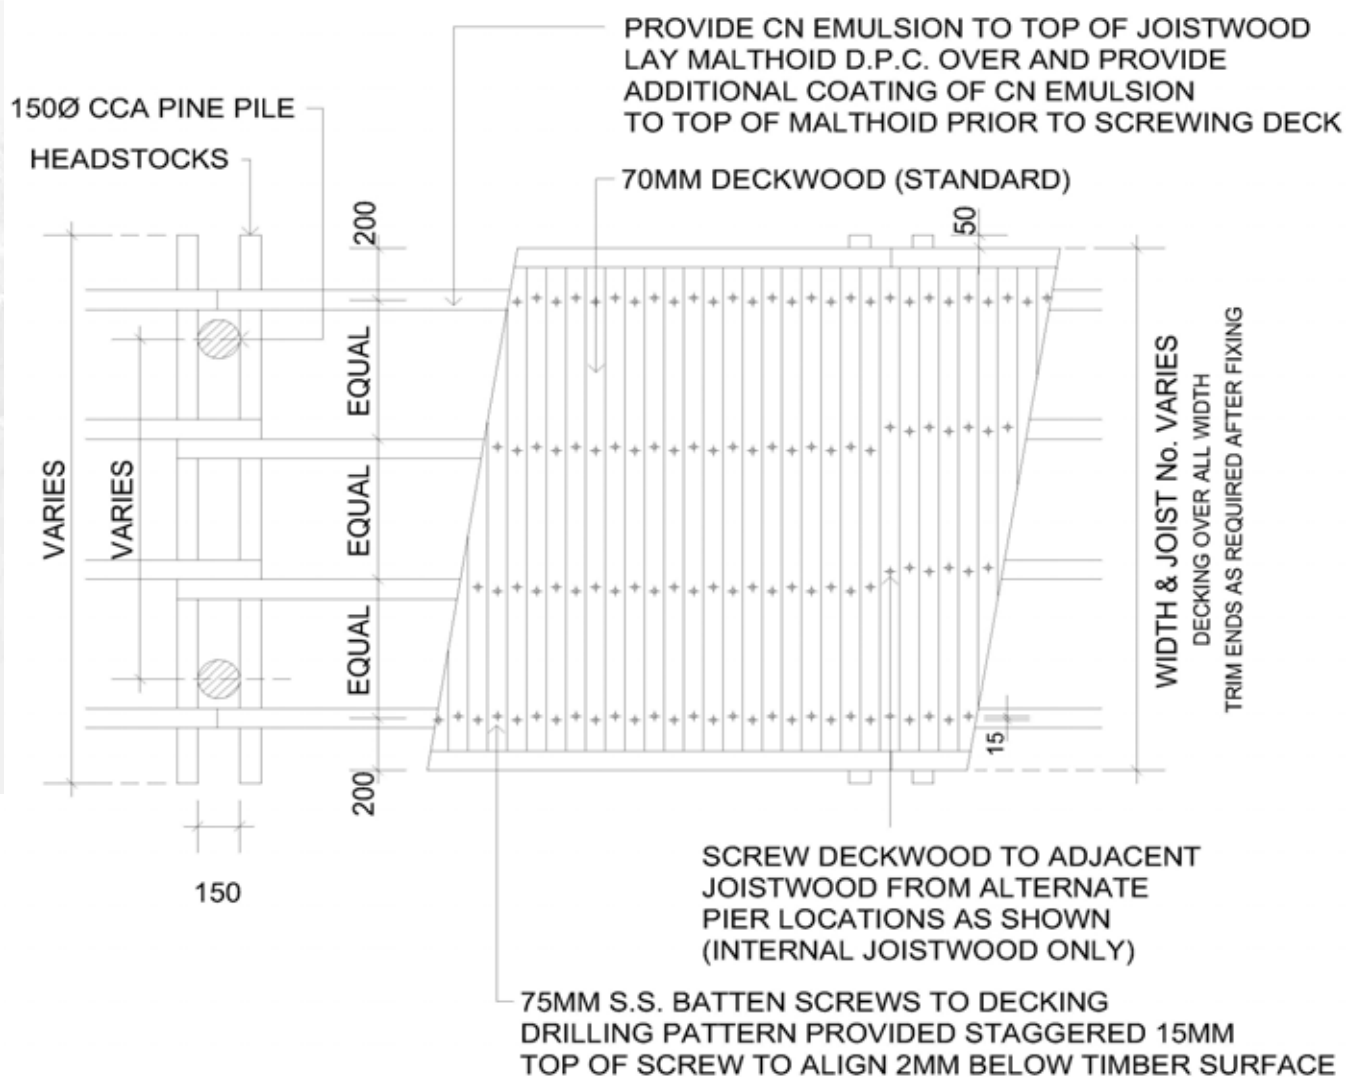 PROVIDE CN EMULSION TO TOP OF JOISTWOOD
LAY MALTHOID D.P.C. OVER AND PROVIDE
ADDITIONAL COATING OF CN EMULSION
TO TOP OF MALTHOID PRIOR TO SCREWING DECK
150Ø CCA PINE PILE
HEADSTOCKS
70MM DECKWOOD (STANDARD)
200
50
EQUAL
EQUAL
EQUAL
200
VARIES
VARIES
150
15
WIDTH & JOIST No. VARIES
DECKING OVER ALL WIDTH
TRIM ENDS AS REQUIRED AFTER FIXING
SCREW DECKWOOD TO ADJACENT
JOISTWOOD FROM ALTERNATE
PIER LOCATIONS AS SHOWN
(INTERNAL JOISTWOOD ONLY)
75MM S.S. BATTEN SCREWS TO DECKING
DRILLING PATTERN PROVIDED STAGGERED 15MM
TOP OF SCREW TO ALIGN 2MM BELOW TIMBER SURFACE